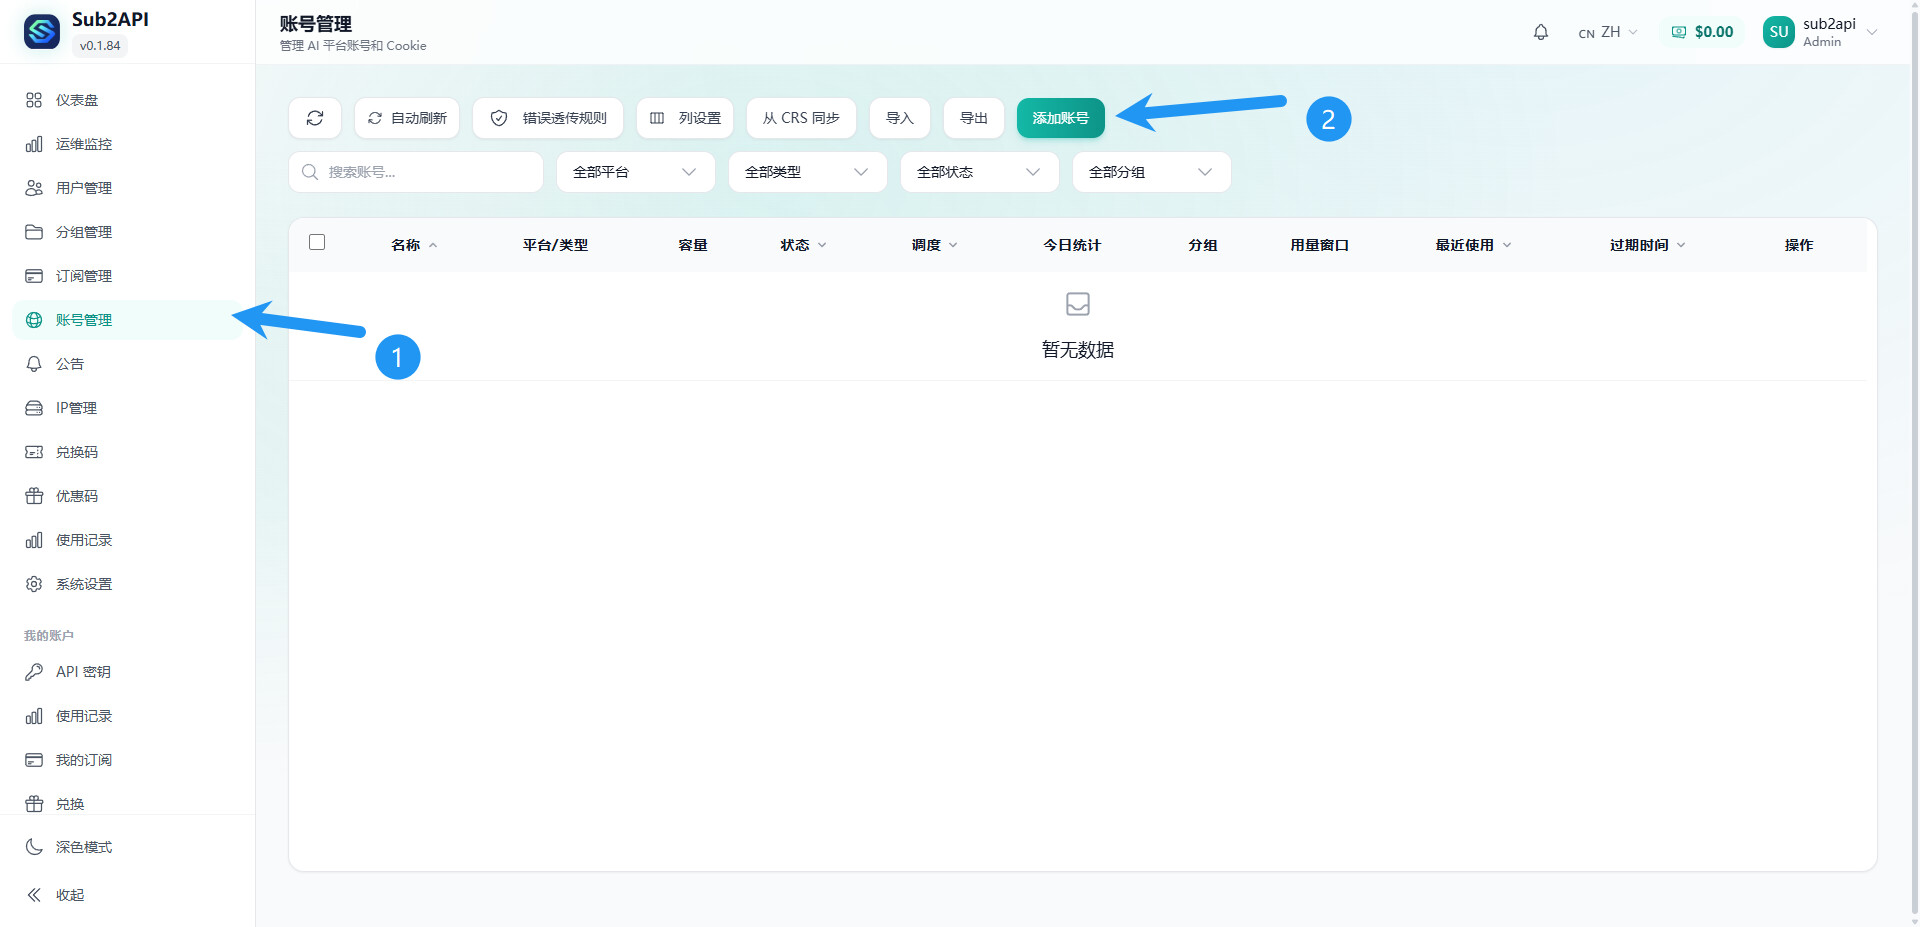 Sub2API
v0.1.84
账号管理
管理 AI 平台账号和 Cookie
CN ZH
$0.00
SU
sub2api
Admin
仪表盘
运维监控
用户管理
分组管理
订阅管理
账号管理
公告
IP管理
兑换码
优惠码
使用记录
系统设置
我的账户
API 密钥
使用记录
我的订阅
兑换
深色模式
收起
自动刷新
错误透传规则
列设置
从 CRS 同步
导入
导出
添加账号
2
搜索账号...
全部平台
全部类型
全部状态
全部分组
名称 平台/类型 容量 状态 调度 今日统计 分组 用量窗口 最近使用 过期时间 操作
暂无数据
1